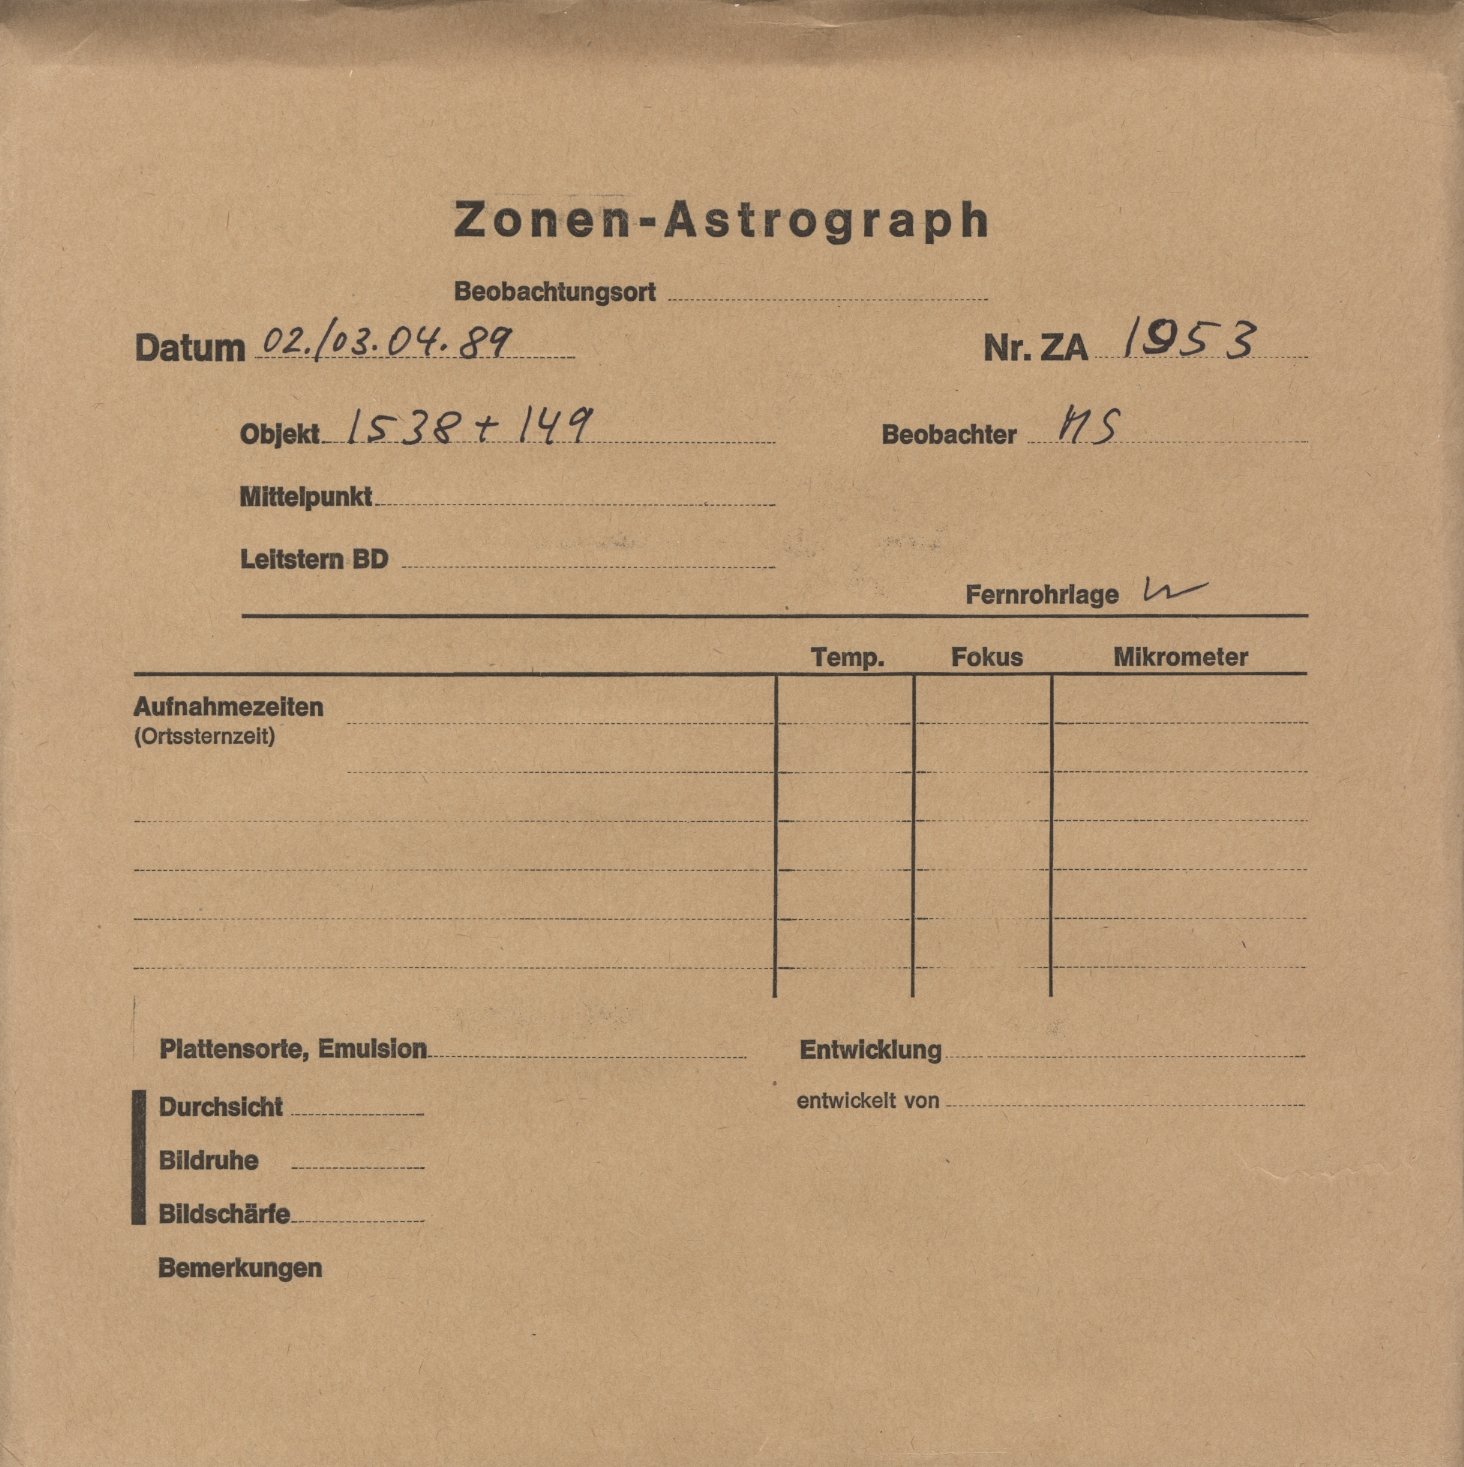 Zonen-Astrograph
Beobachtungsort
Datum 02./03.04.89 Nr. ZA 1953
Objekt 1538+149 Beobachter MS
Mittelpunkt
Leitstern BD
Fernrohrlage W
Temp. Fokus Mikrometer
Aufnahmezeiten
(Ortssternzeit)
Plattensorte, Emulsion Entwicklung
Durchsicht entwickelt von
Bildruhe
Bildschärfe
Bemerkungen